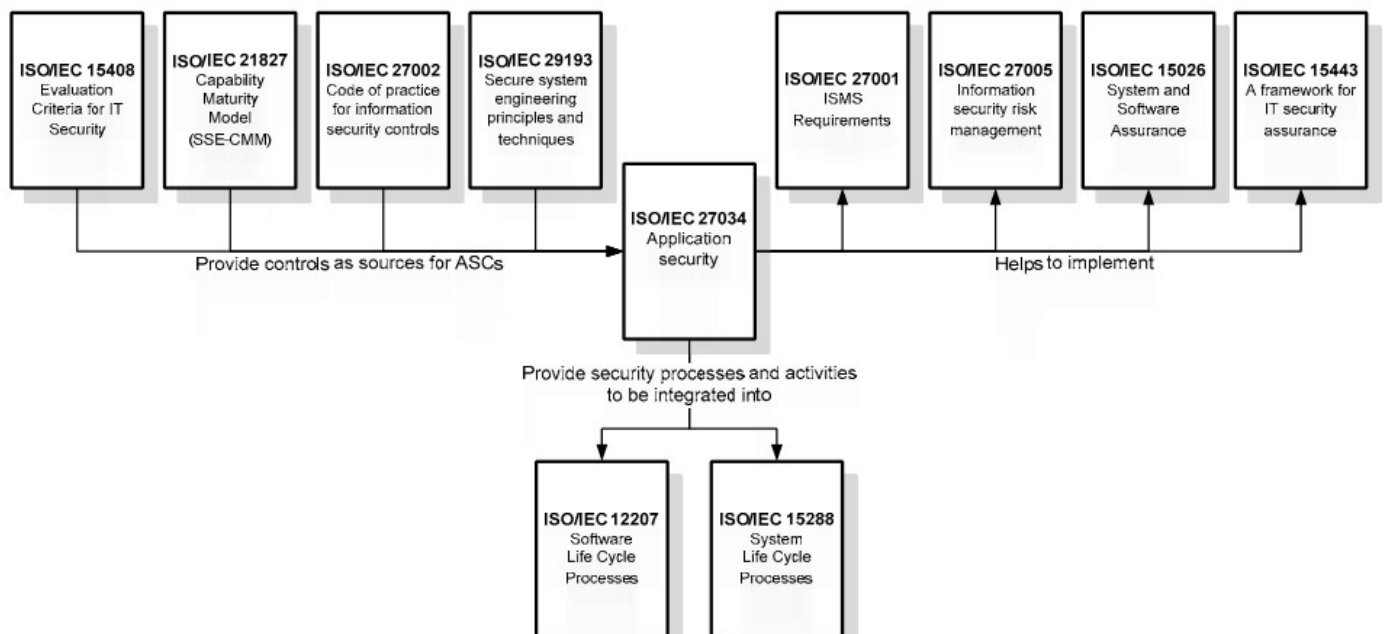 ISO/IEC 15408
Evaluation
Criteria for IT
Security
ISO/IEC 21827
Capability
Maturity
Model
(SSE-CMM)
ISO/IEC 27002
Code of practice
for information
security controls
ISO/IEC 29193
Secure system
engineering
principles and
techniques
ISO/IEC 27001
ISMS
Requirements
ISO/IEC 27005
Information
security risk
management
ISO/IEC 15026
System and
Software
Assurance
ISO/IEC 15443
A framework for
IT security
assurance
ISO/IEC 27034
Application
security
Provide controls as sources for ASCs
Helps to implement
Provide security processes and activities
to be integrated into
ISO/IEC 12207
Software
Life Cycle
Processes
ISO/IEC 15288
System
Life Cycle
Processes